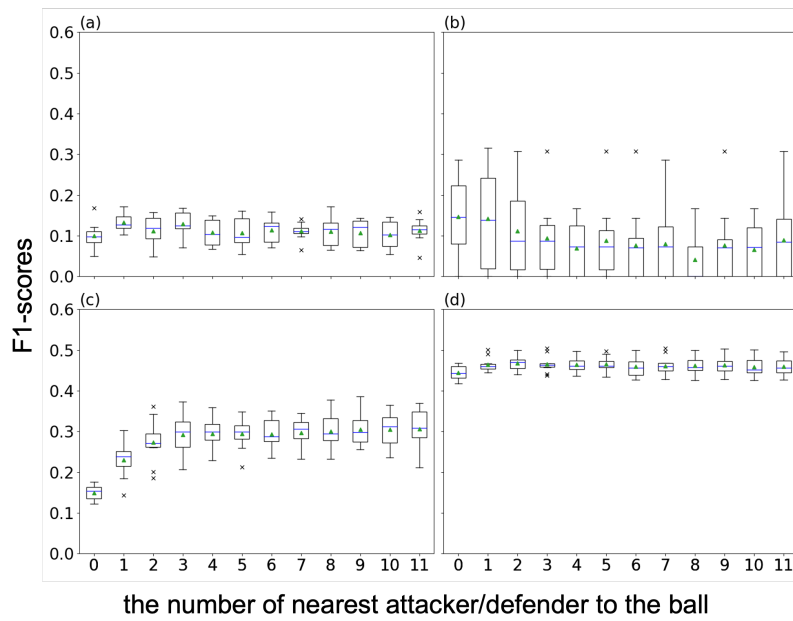 (a) (b)
0.6
0.5
0.4
0.3
0.2
0.1
0.0
(c) (d)
0.6
0.5
0.4
0.3
0.2
0.1
0.0
0 1 2 3 4 5 6 7 8 9 10 11 0 1 2 3 4 5 6 7 8 9 10 11
F1-scores
the number of nearest attacker/defender to the ball